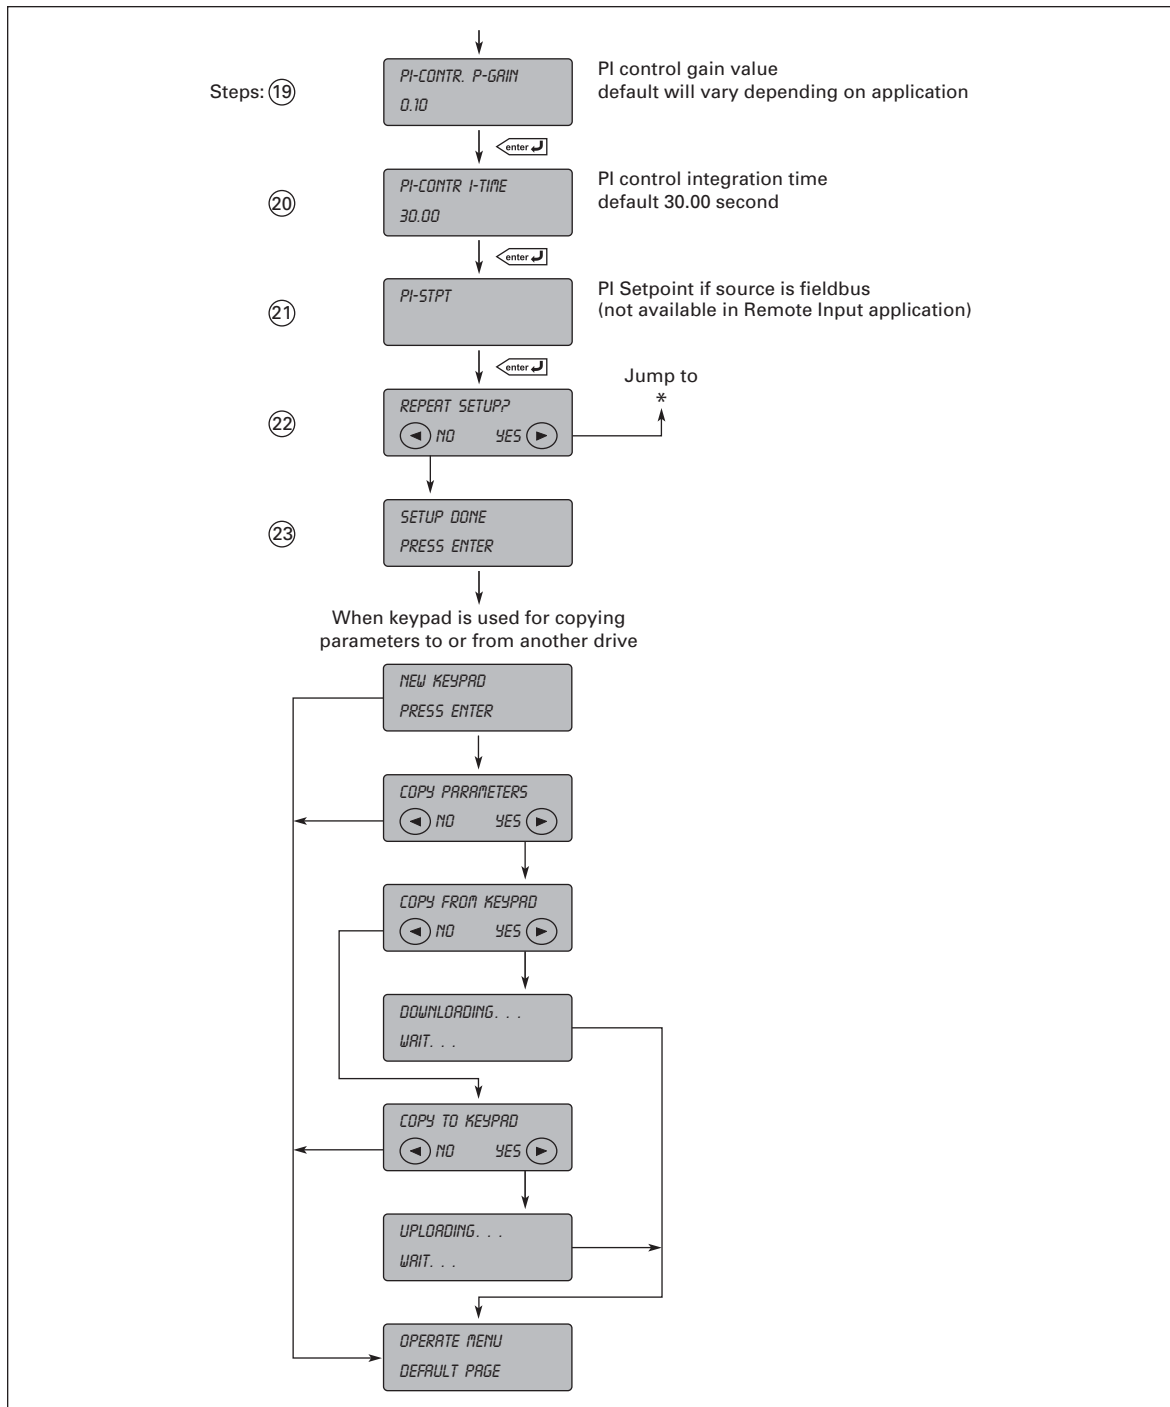 PI-CONTR. P-GAIN
0.10
Steps: 19
PI control gain value
default will vary depending on application
enter
PI-CONTR I-TIME
30.00
20
PI control integration time
default 30.00 second
enter
PI-STPT
21
PI Setpoint if source is fieldbus
(not available in Remote Input application)
enter
Jump to
*
REPEAT SETUP?
NO YES
22
SETUP DONE
PRESS ENTER
23
When keypad is used for copying
parameters to or from another drive
NEW KEYPAD
PRESS ENTER
COPY PARAMETERS
NO YES
COPY FROM KEYPAD
NO YES
DOWNLOADING. . .
WAIT. . .
COPY TO KEYPAD
NO YES
UPLOADING. . .
WAIT. . .
OPERATE MENU
DEFAULT PAGE